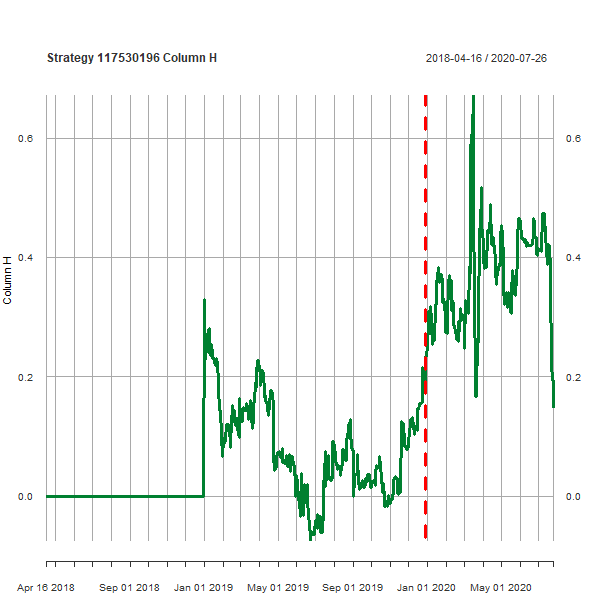 Strategy 117530196 Column H
2018-04-16 / 2020-07-26
0.6
0.6
0.4
0.4
Column H
0.2
0.2
0.0
0.0
Apr 16 2018
Sep 01 2018
Jan 01 2019
May 01 2019
Sep 01 2019
Jan 01 2020
May 01 2020